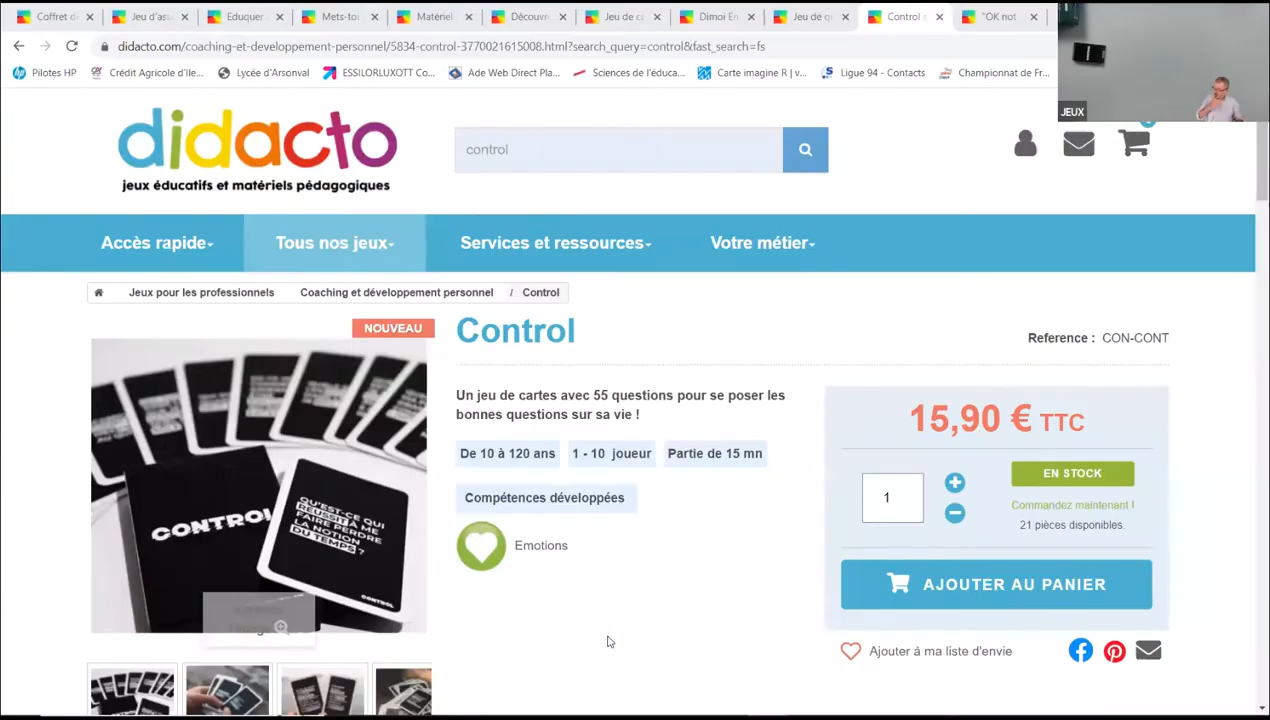 Coffret de
Jeu d'ass
Eduquer
Mets-to
Matériel
Découvr
Jeu de c
Dimoi En
Jeu de q
Control
"OK not
didacto.com/coaching-et-developpement-personnel/5834-control-3770021615008.html?search_query=control&fast_search=fs
Pilotes HP
Crédit Agricole d'Ile...
Lycée d'Arsonval
ESSILORLUXOTT Co...
Ade Web Direct Pla...
Sciences de l'éduca...
Carte imagine R | v...
Ligue 94 - Contacts
Championnat de Fr...
JEUX
didacto
jeux éducatifs et matériels pédagogiques
control
Accès rapide
Tous nos jeux
Services et ressources
Votre métier
Jeux pour les professionnels
Coaching et développement personnel
/ Control
NOUVEAU
Control
Reference : CON-CONT
Un jeu de cartes avec 55 questions pour se poser les
bonnes questions sur sa vie !
De 10 à 120 ans
1 - 10 joueur
Partie de 15 mn
Compétences développées
Emotions
15,90 € TTC
1
EN STOCK
Commandez maintenant !
21 pièces disponibles.
AJOUTER AU PANIER
Ajouter à ma liste d'envie
CONTROL
QU'EST-CE QUI
RÉUSSIT À ME
FAIRE PERDRE
LA NOTION
DU TEMPS ?
CONTROL